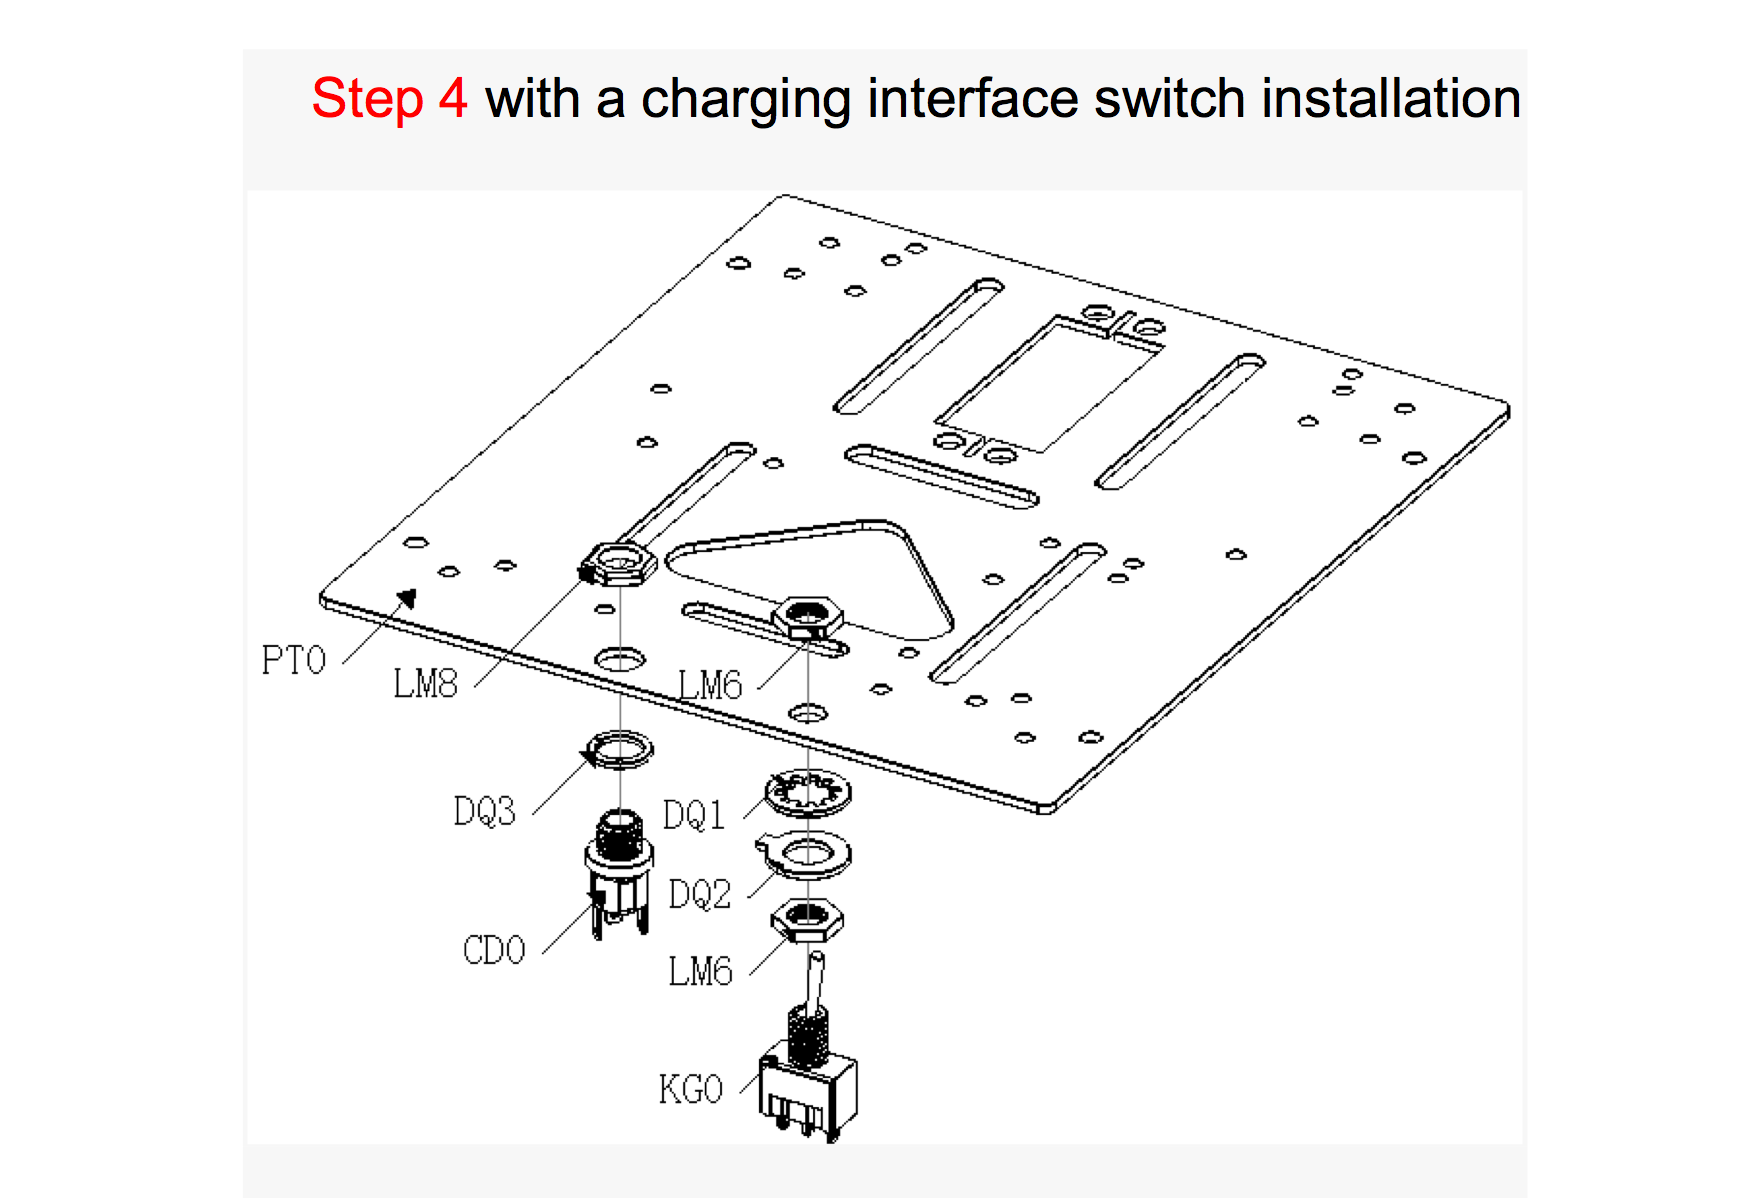 Step 4 with a charging interface switch installation
PT0
LM8
LM6
DQ3
DQ1
DQ2
CD0
LM6
KG0